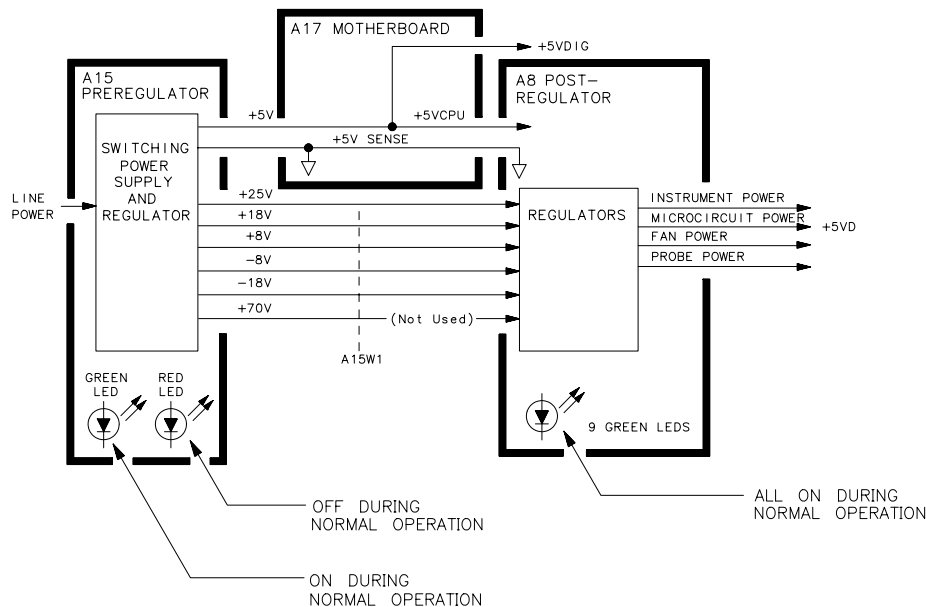 A17 MOTHERBOARD
+5VDIG
A15
PREREGULATOR
A8 POST–
REGULATOR
+5V
+5VCPU
+5V SENSE
SWITCHING
POWER
SUPPLY
AND
REGULATOR
LINE
POWER
+25V
+18V
+8V
–8V
–18V
+70V
(Not Used)
A15W1
REGULATORS
INSTRUMENT POWER
MICROCIRCUIT POWER
+5VD
FAN POWER
PROBE POWER
GREEN
LED
RED
LED
9 GREEN LEDS
OFF DURING
NORMAL OPERATION
ALL ON DURING
NORMAL OPERATION
ON DURING
NORMAL OPERATION